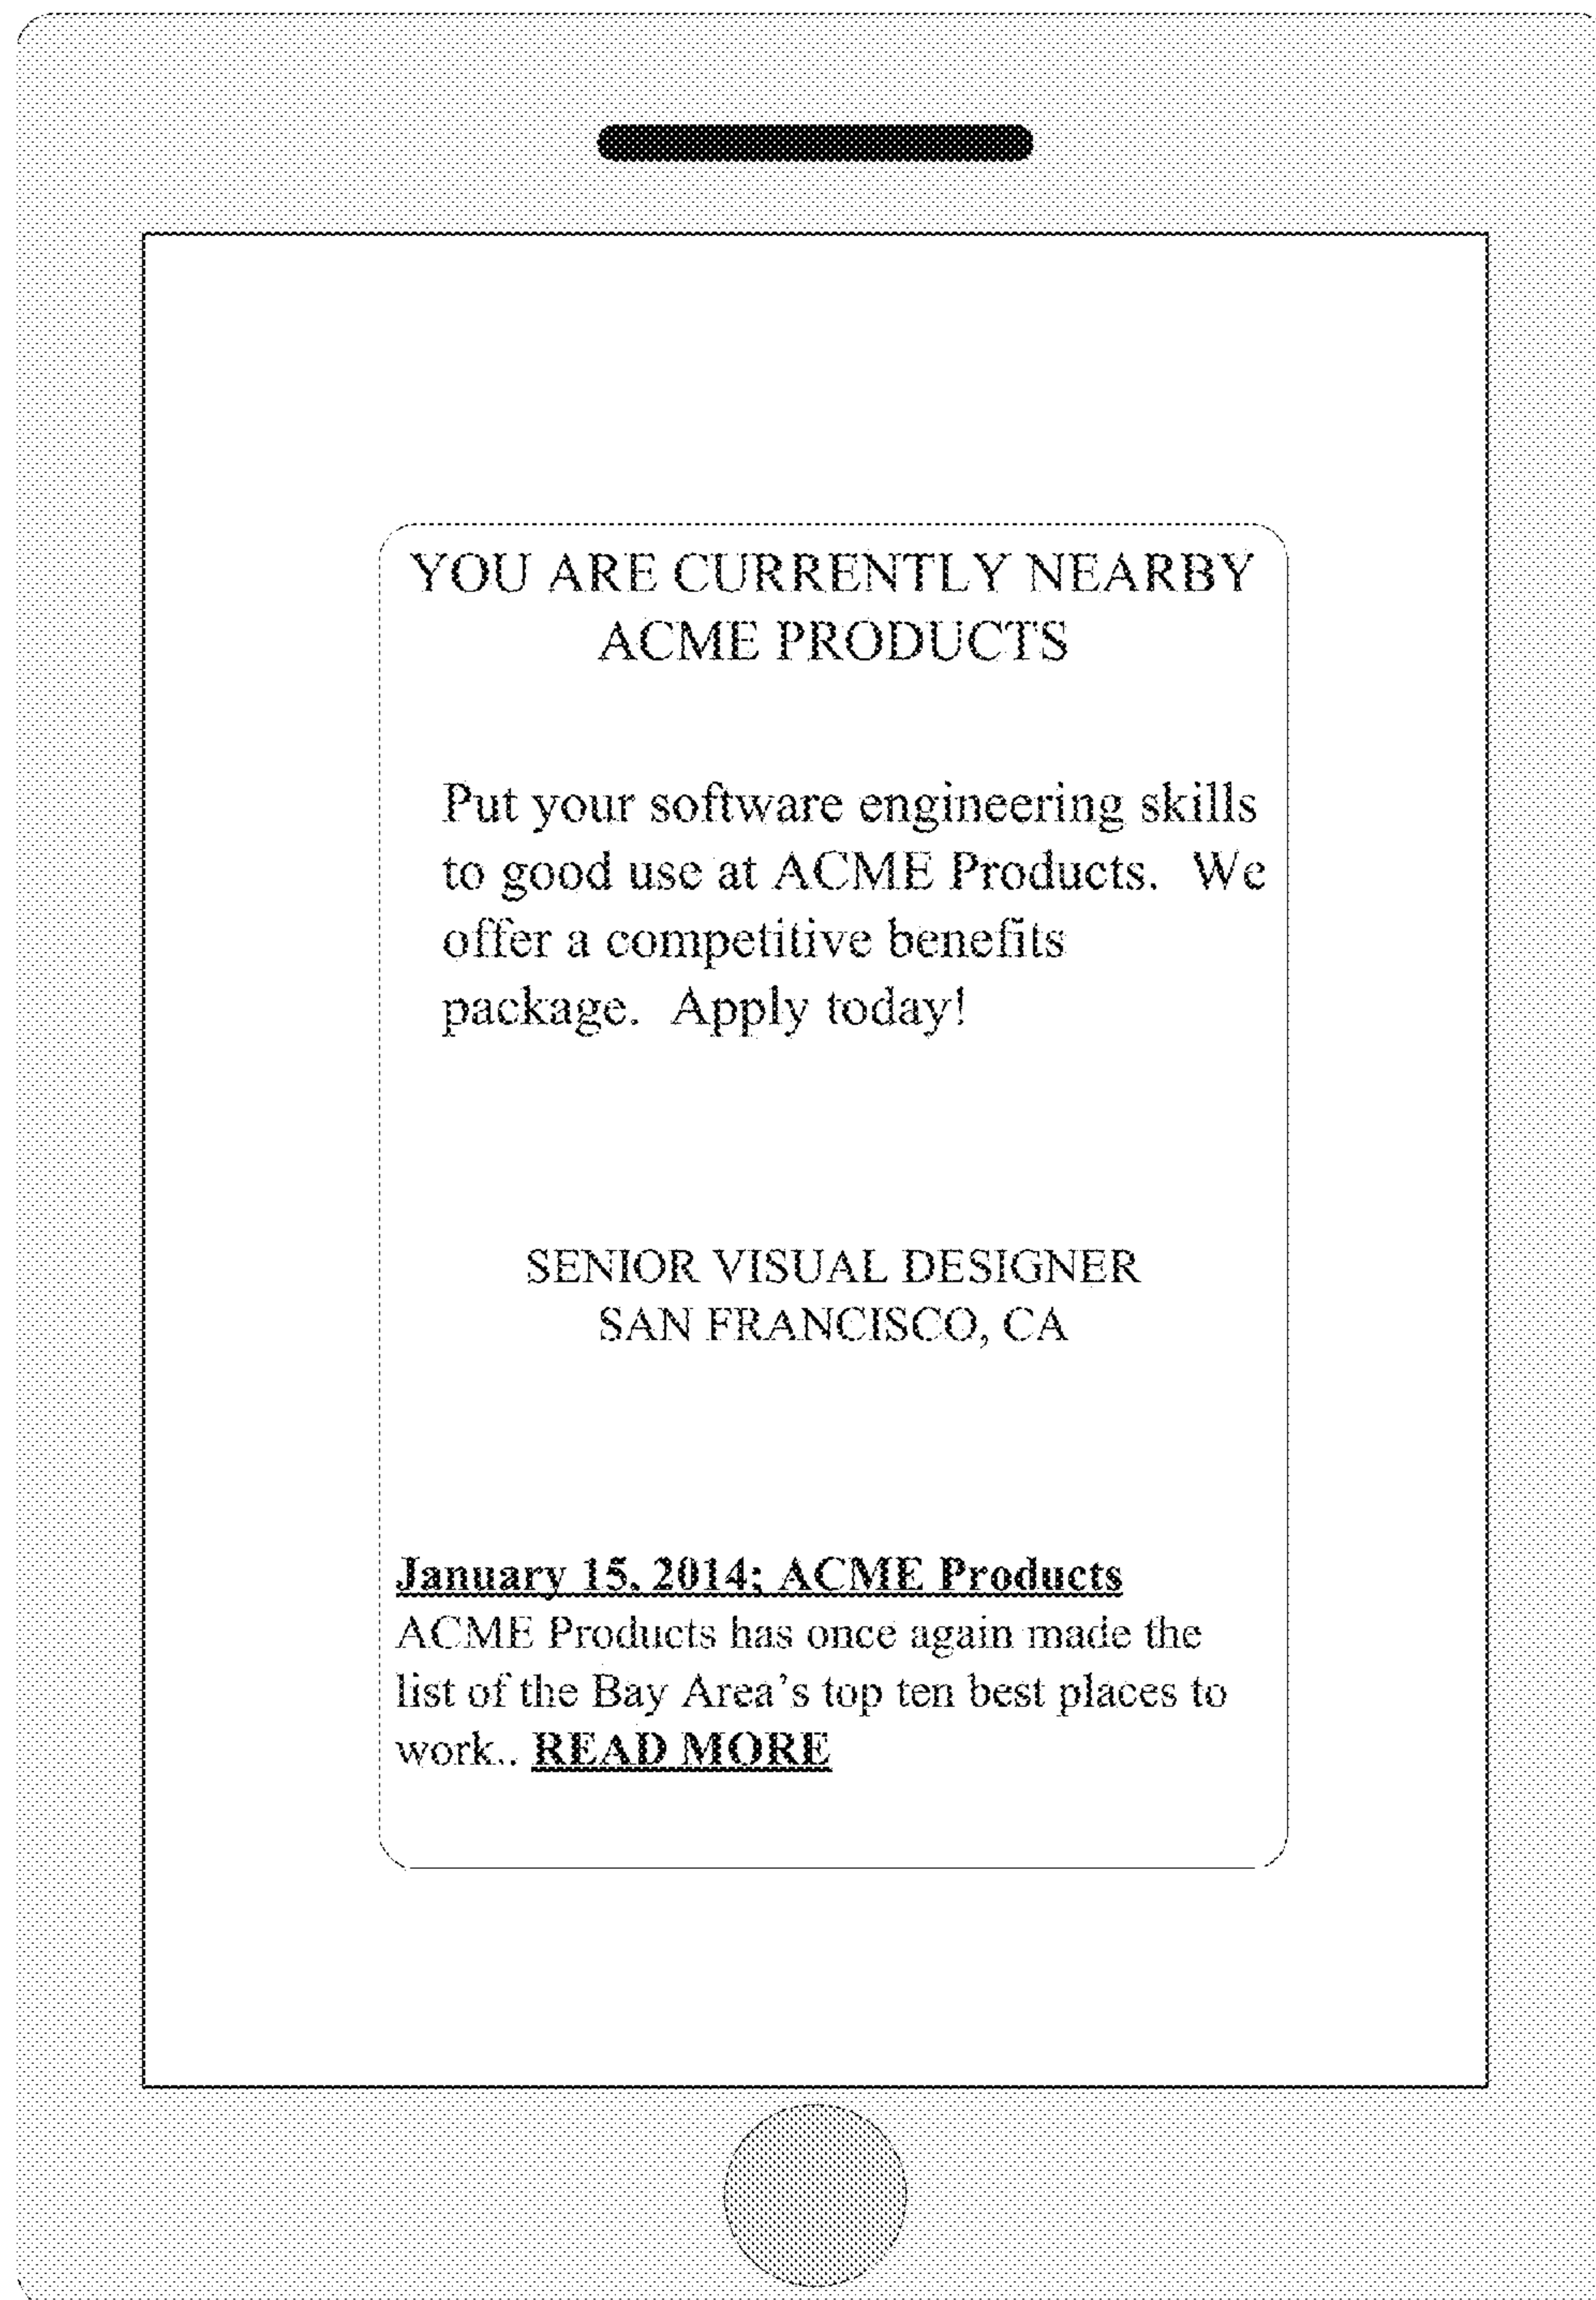 YOU ARE CURRENTLY NEARBY
ACME PRODUCTS
Put your software engineering skills
to good use at ACME Products. We
offer a competitive benefits
package. Apply today!
SENIOR VISUAL DESIGNER
SAN FRANCISCO, CA
January 15, 2014; ACME Products
ACME Products has once again made the
list of the Bay Area's top ten best places to
work.. READ MORE